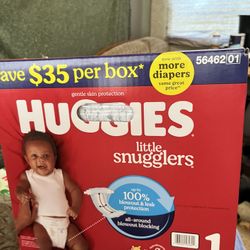 ave $35 per box*
now with
more
diapers
same great value!
56462 01
gentle skin protection
HUGGIES
little
snugglers
up to
100%
blowout & leak
protection
all-around
blowout blocking
1